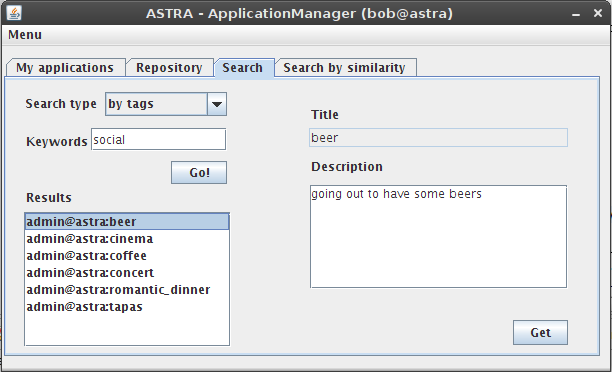 ASTRA - ApplicationManager (bob@astra)
Menu
My applications Repository Search Search by similarity
Search type by tags
Keywords social
Go!
Results
admin@astra:beer
admin@astra:cinema
admin@astra:coffee
admin@astra:concert
admin@astra:romantic_dinner
admin@astra:tapas
Title
beer
Description
going out to have some beers
Get